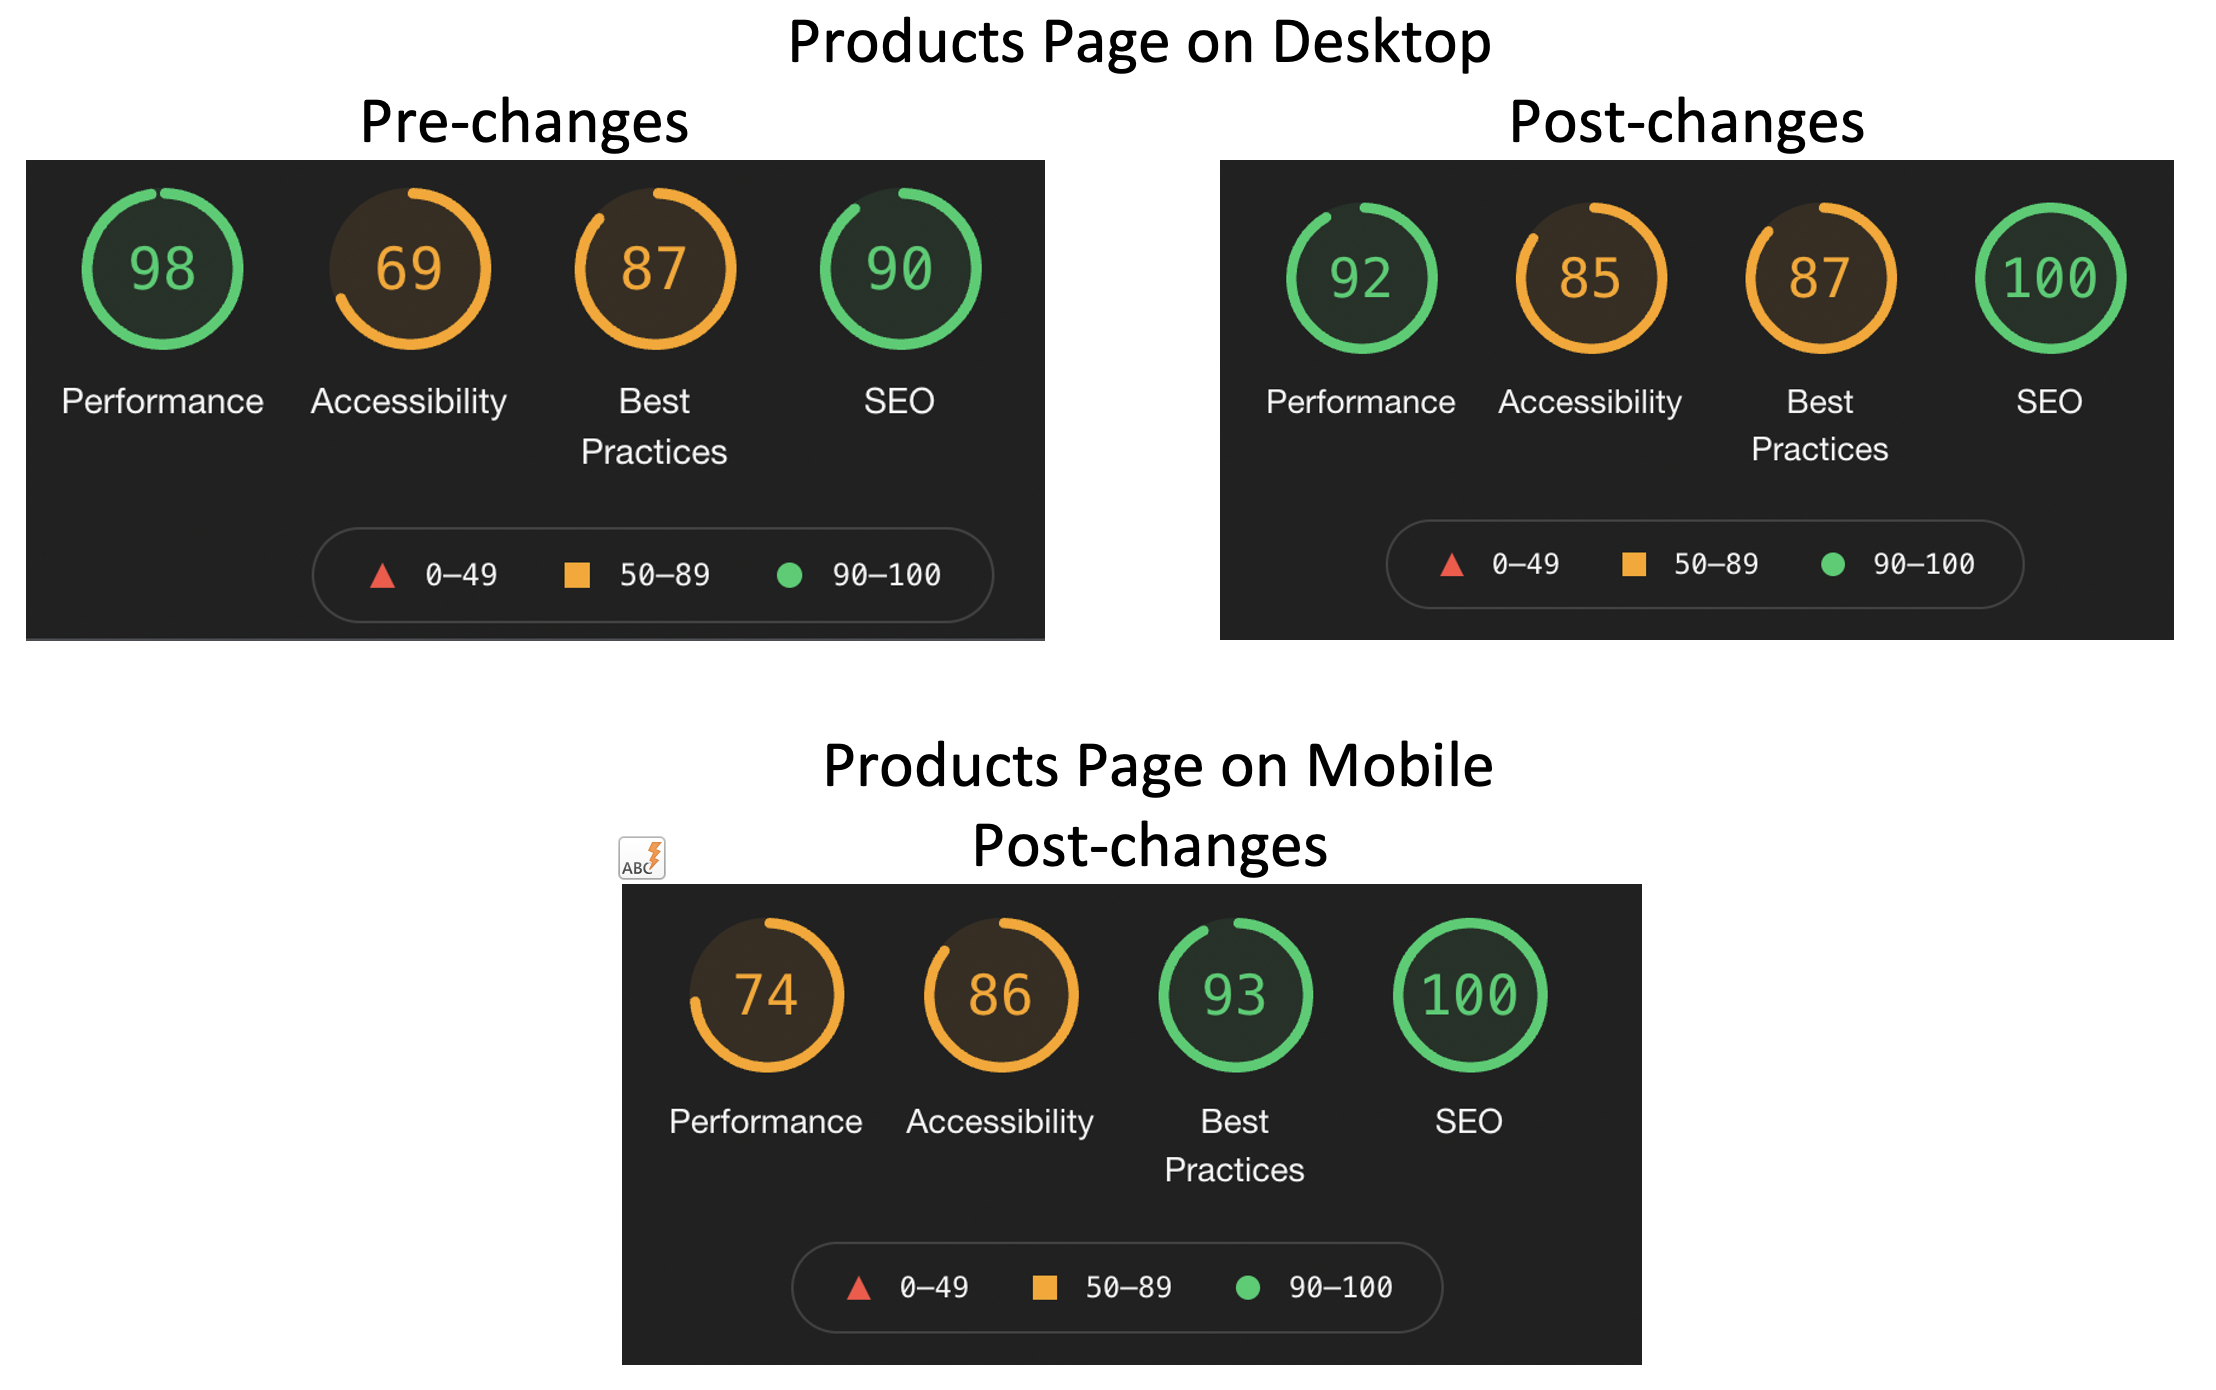 Products Page on Desktop
Pre-changes
98 69 87 90
Performance Accessibility Best SEO
Practices
0–49 50–89 90–100
Post-changes
92 85 87 100
Performance Accessibility Best SEO
Practices
0–49 50–89 90–100
Products Page on Mobile
Post-changes
ABC
74 86 93 100
Performance Accessibility Best SEO
Practices
0–49 50–89 90–100